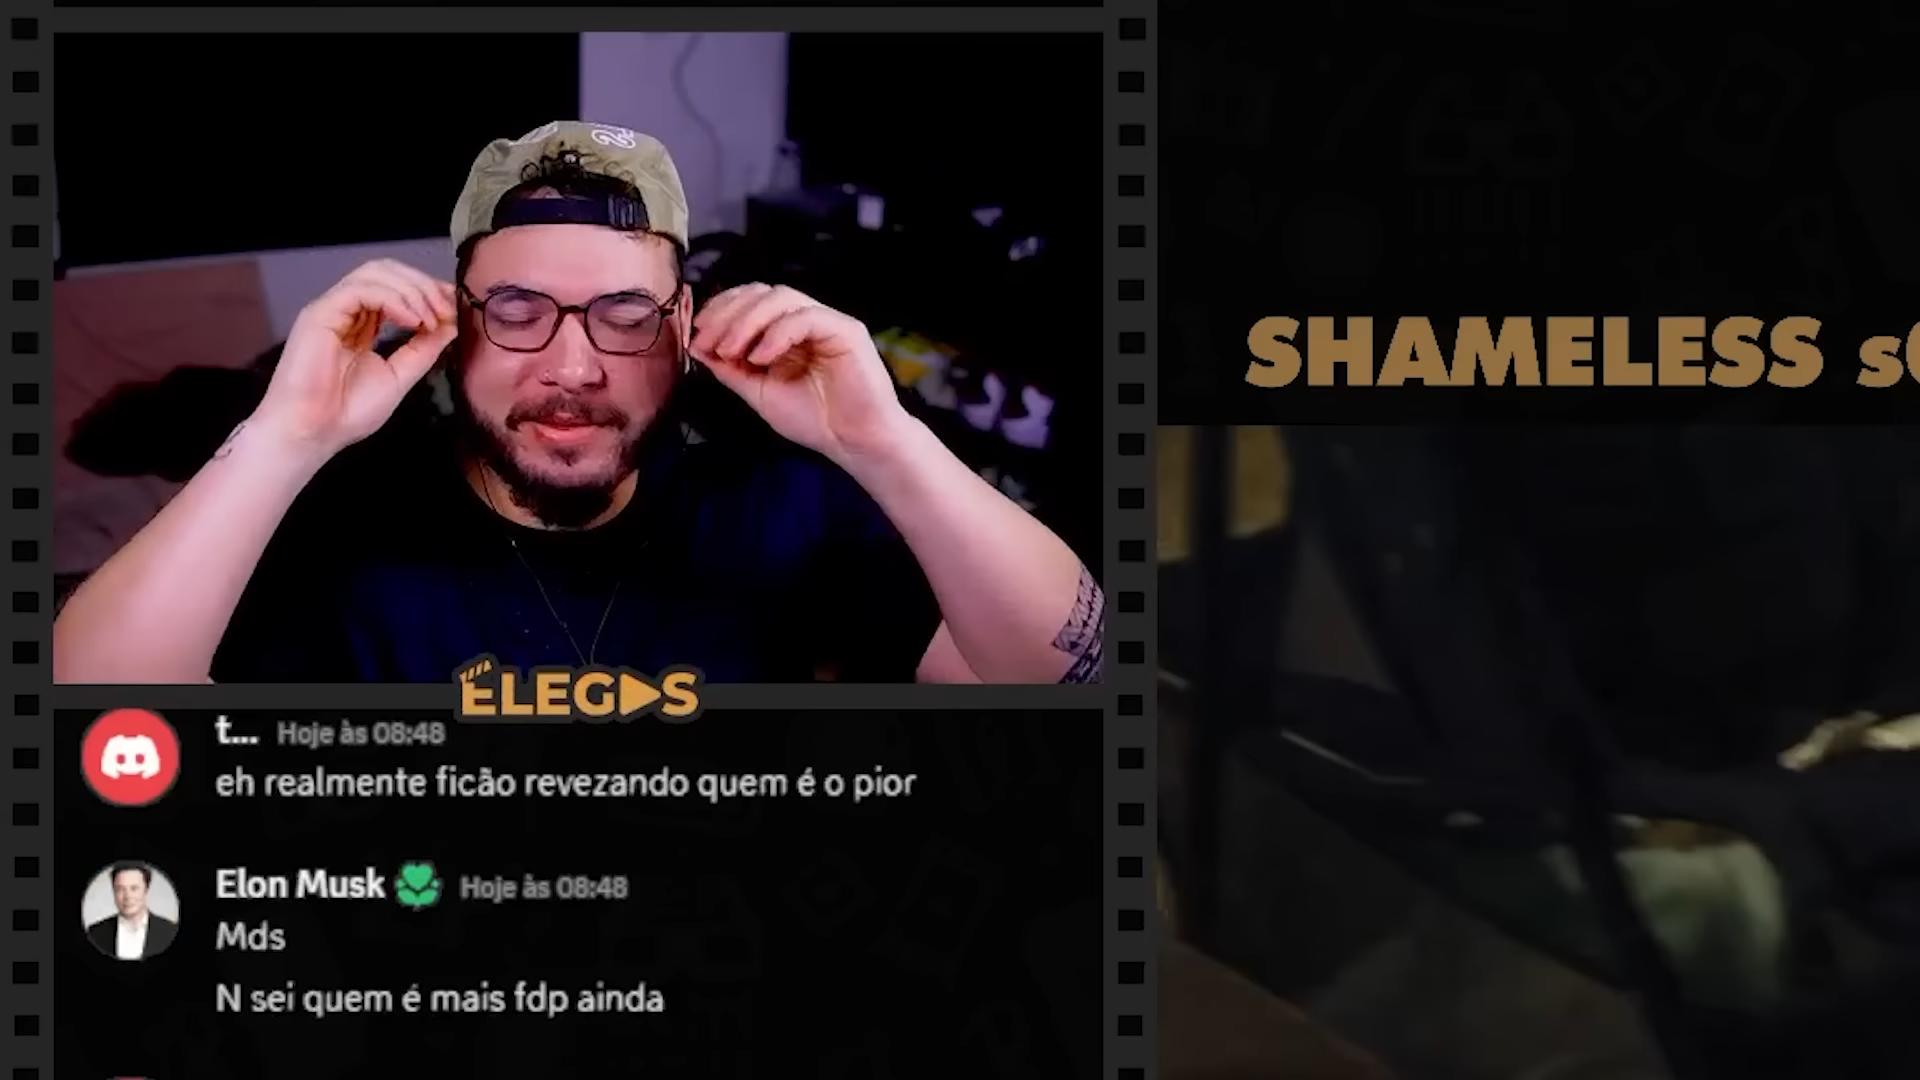 ELEGOS
t... Hoje às 08:48
eh realmente ficão revezando quem é o pior
Elon Musk Hoje às 08:48
Mds
N sei quem é mais fdp ainda
SHAMELESS